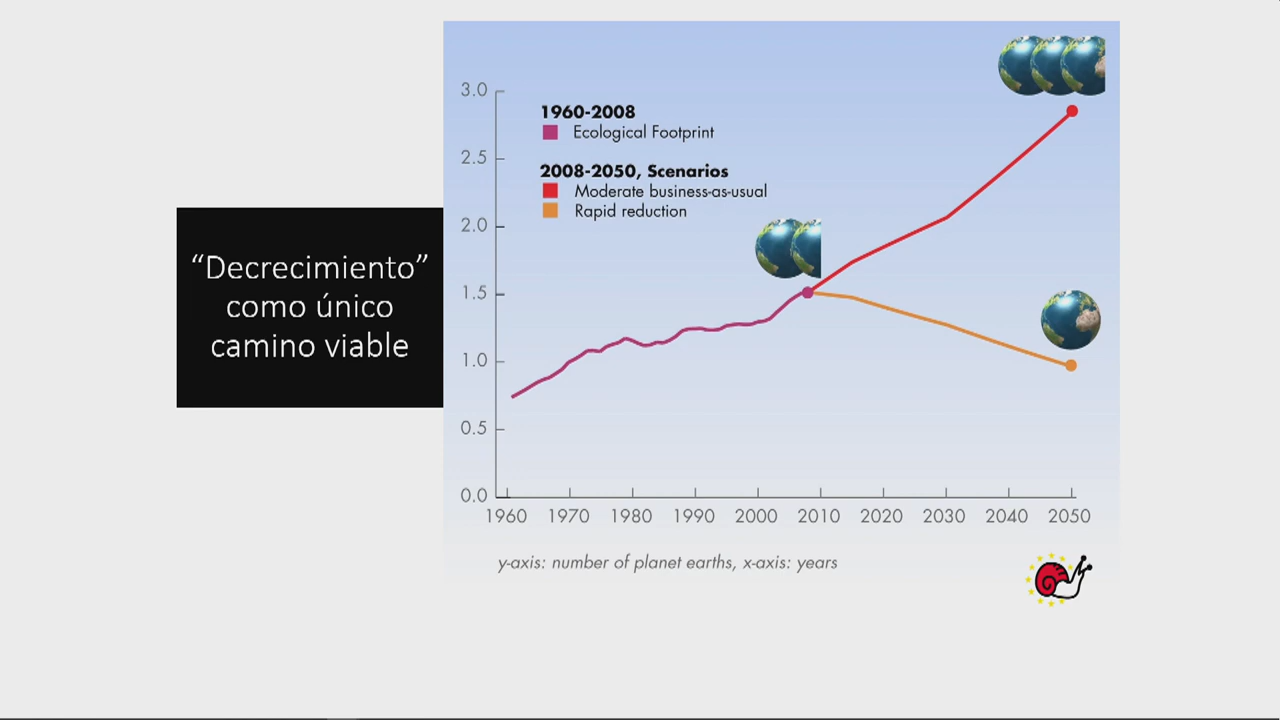 “Decrecimiento”
como único
camino viable
3.0
2.5
2.0
1.5
1.0
0.5
0.0
1960-2008
Ecological Footprint
2008-2050, Scenarios
Moderate business-as-usual
Rapid reduction
1960 1970 1980 1990 2000 2010 2020 2030 2040 2050
y-axis: number of planet earths, x-axis: years